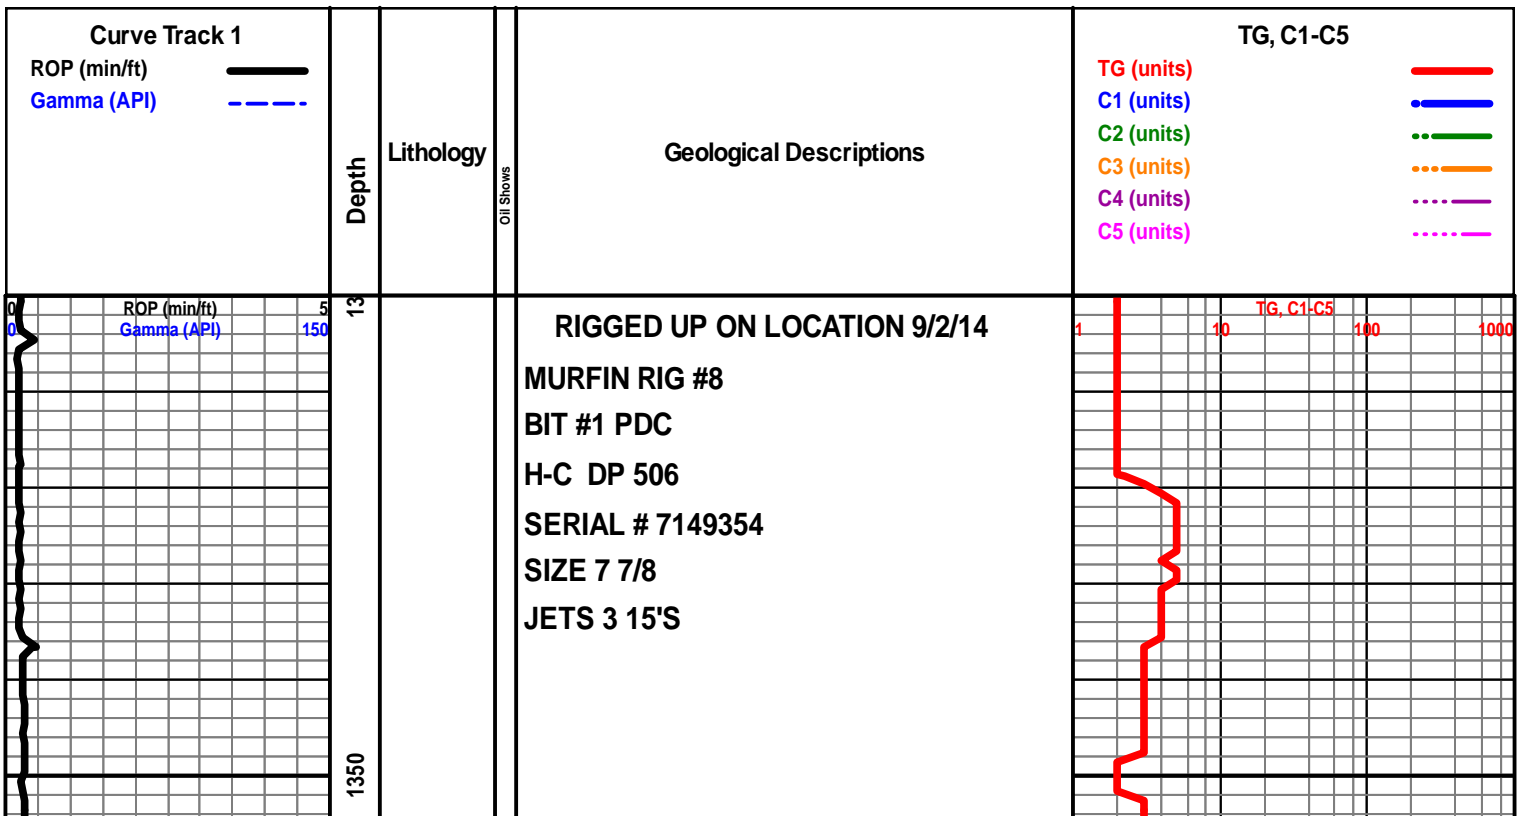 Curve Track 1
ROP (min/ft)
Gamma (API)
Depth
Lithology
Oil Shows
Geological Descriptions
TG, C1-C5
TG (units)
C1 (units)
C2 (units)
C3 (units)
C4 (units)
C5 (units)
0 ROP (min/ft) 5
0 Gamma (API) 150
13
1350
RIGGED UP ON LOCATION 9/2/14
MURFIN RIG #8
BIT #1 PDC
H-C DP 506
SERIAL # 7149354
SIZE 7 7/8
JETS 3 15'S
TG, C1-C5
1 10 100 1000